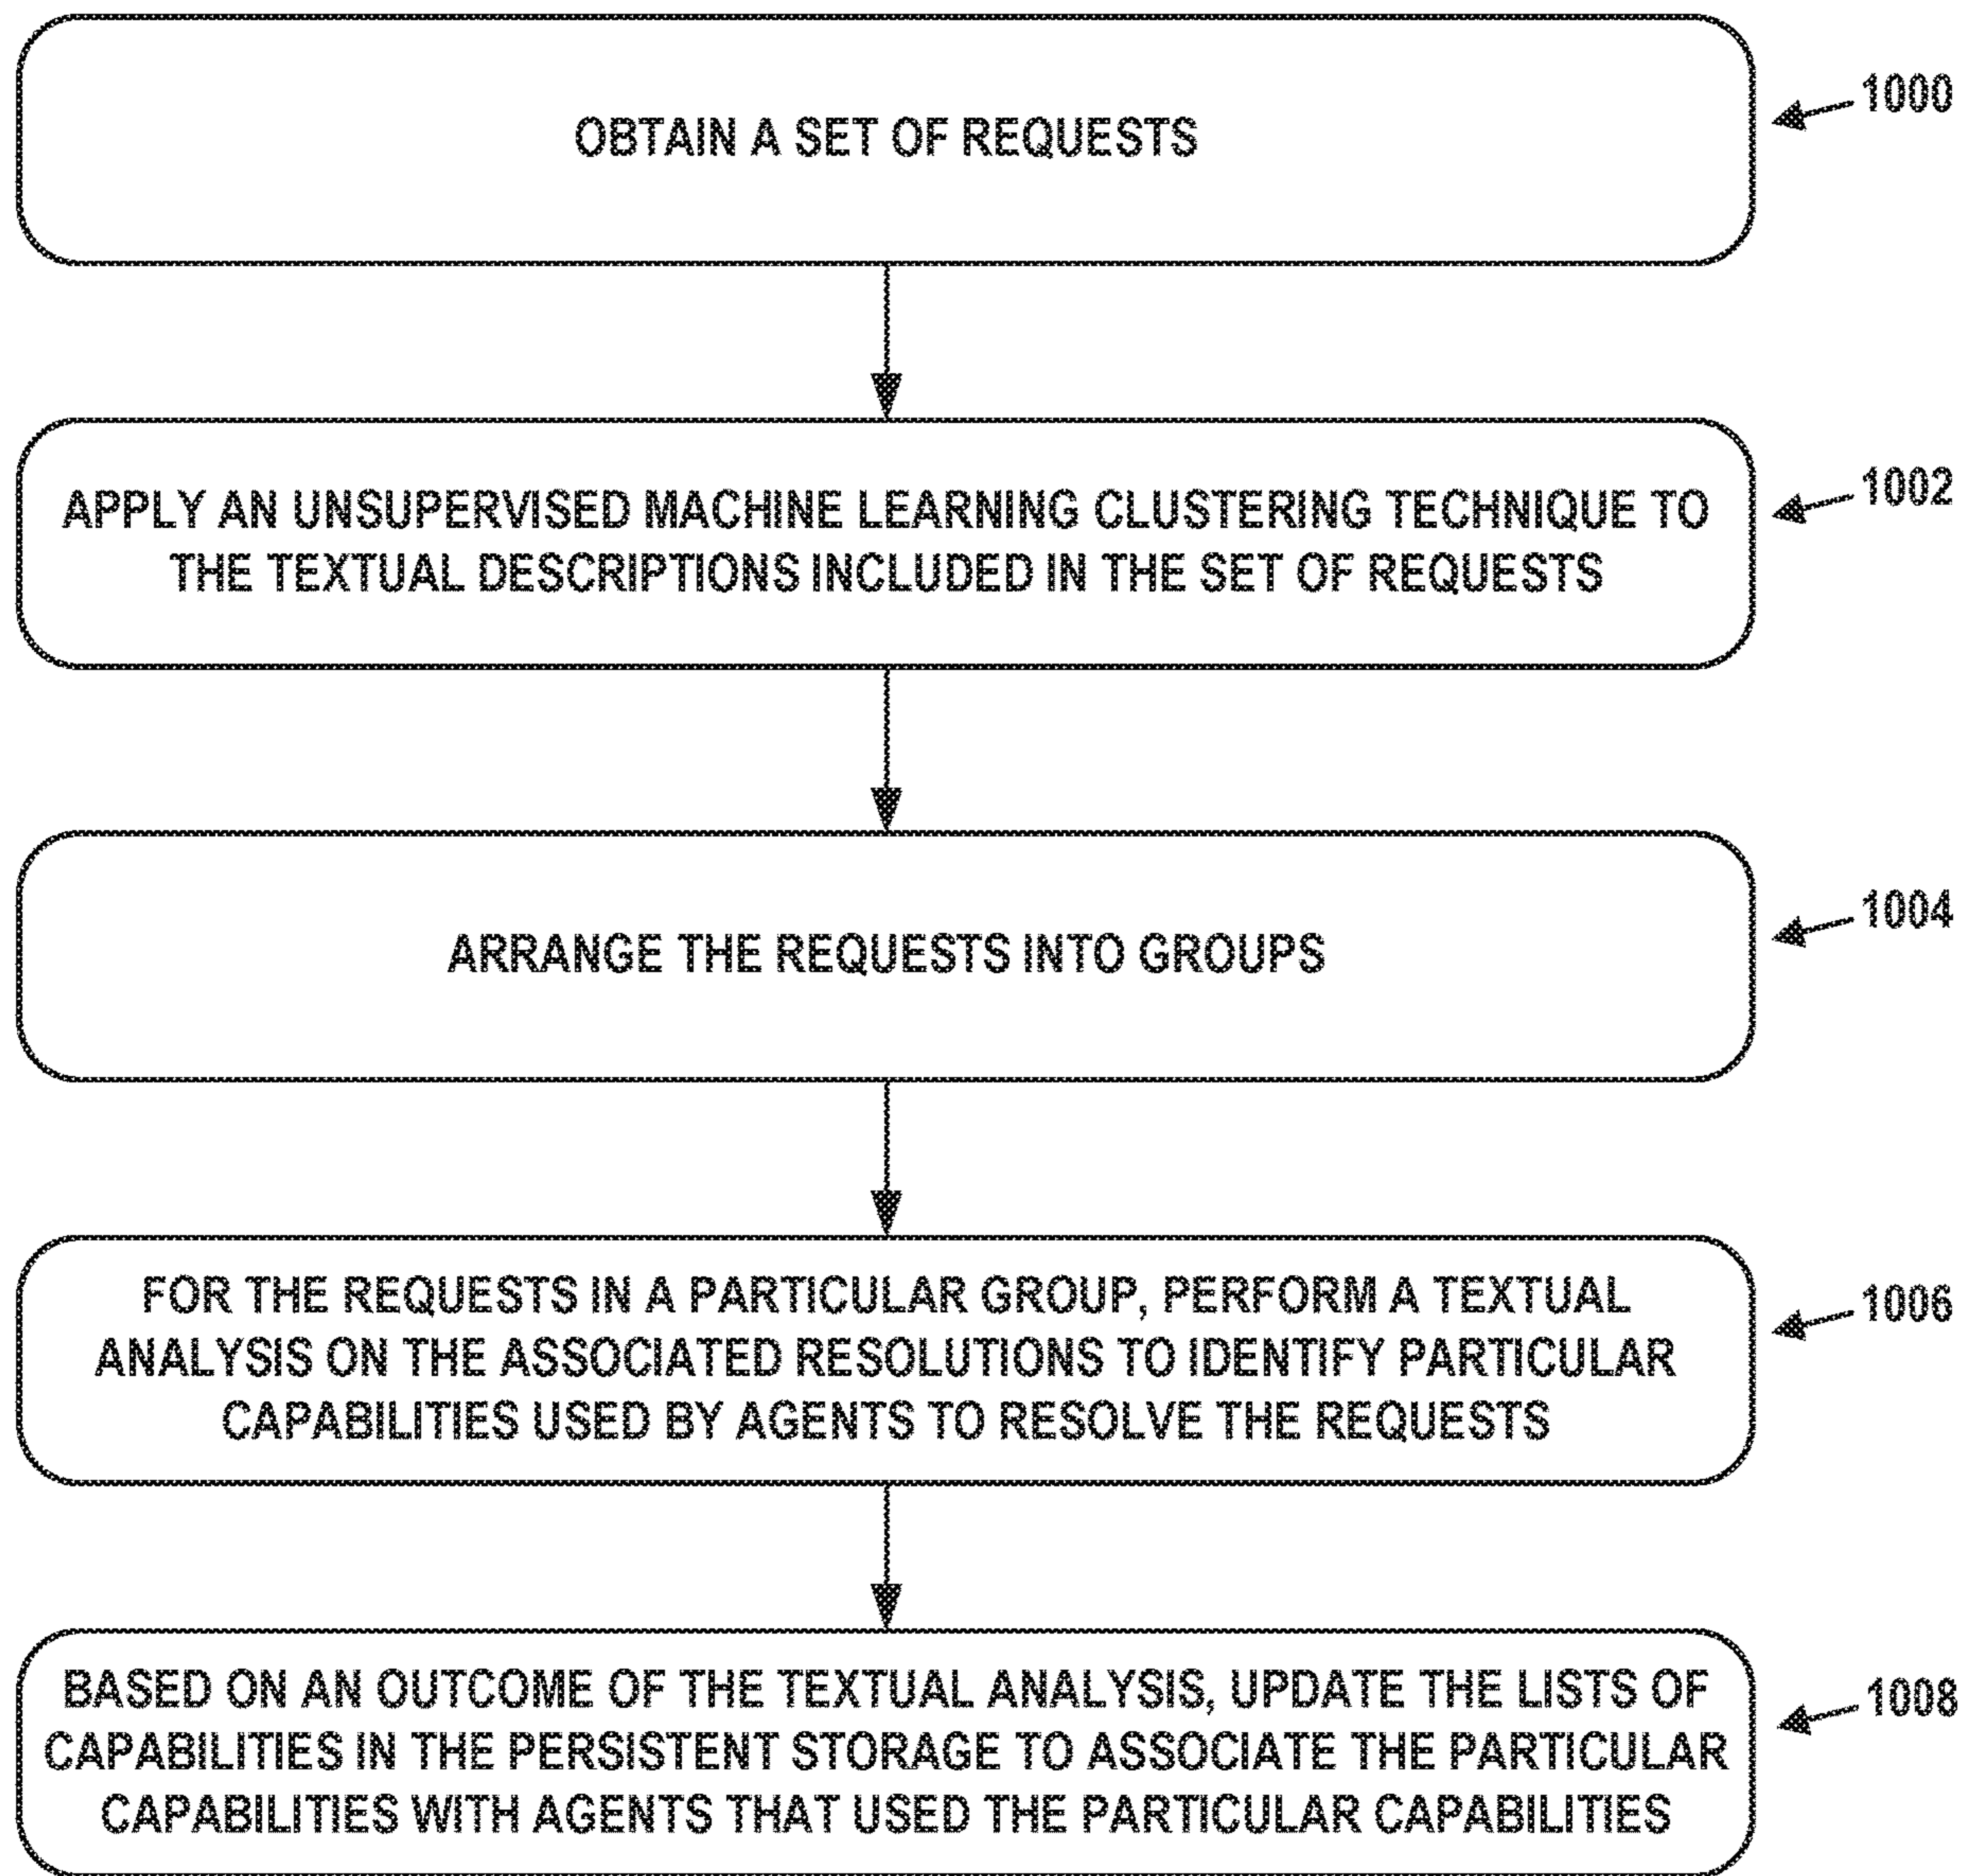 OBTAIN A SET OF REQUESTS
1000
APPLY AN UNSUPERVISED MACHINE LEARNING CLUSTERING TECHNIQUE TO
THE TEXTUAL DESCRIPTIONS INCLUDED IN THE SET OF REQUESTS
1002
ARRANGE THE REQUESTS INTO GROUPS
1004
FOR THE REQUESTS IN A PARTICULAR GROUP, PERFORM A TEXTUAL
ANALYSIS ON THE ASSOCIATED RESOLUTIONS TO IDENTIFY PARTICULAR
CAPABILITIES USED BY AGENTS TO RESOLVE THE REQUESTS
1006
BASED ON AN OUTCOME OF THE TEXTUAL ANALYSIS, UPDATE THE LISTS OF
CAPABILITIES IN THE PERSISTENT STORAGE TO ASSOCIATE THE PARTICULAR
CAPABILITIES WITH AGENTS THAT USED THE PARTICULAR CAPABILITIES
1008